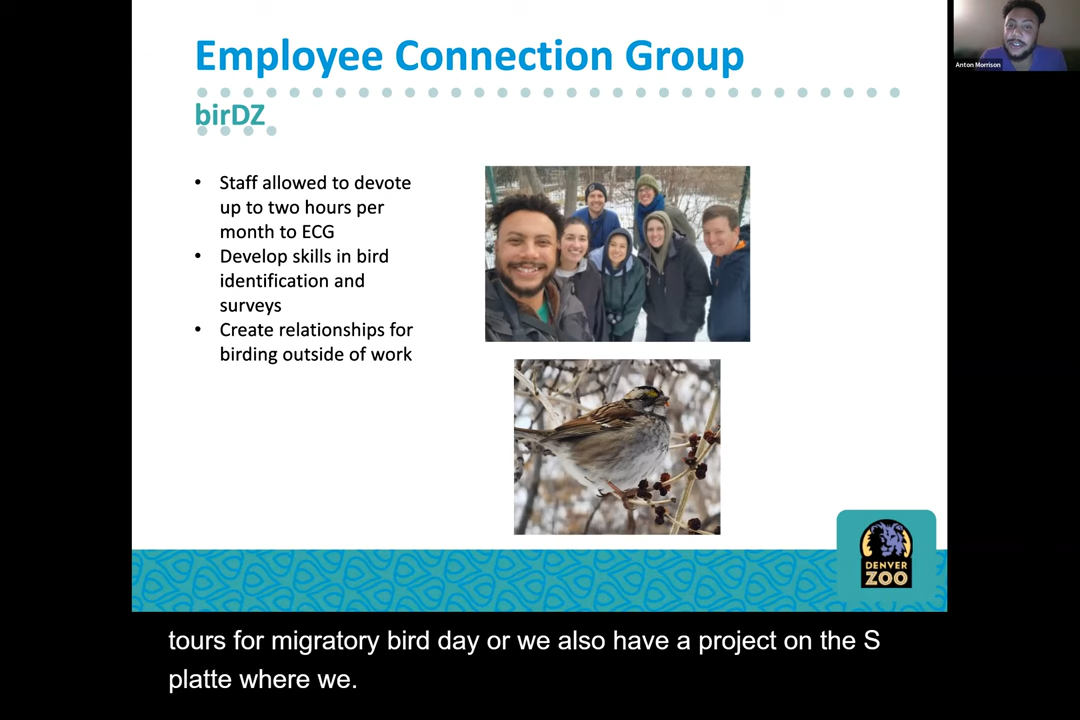 Employee Connection Group
birDZ
• Staff allowed to devote
up to two hours per
month to ECG
• Develop skills in bird
identification and
surveys
• Create relationships for
birding outside of work
Anton Morrison
DENVER
ZOO
tours for migratory bird day or we also have a project on the S
platte where we.